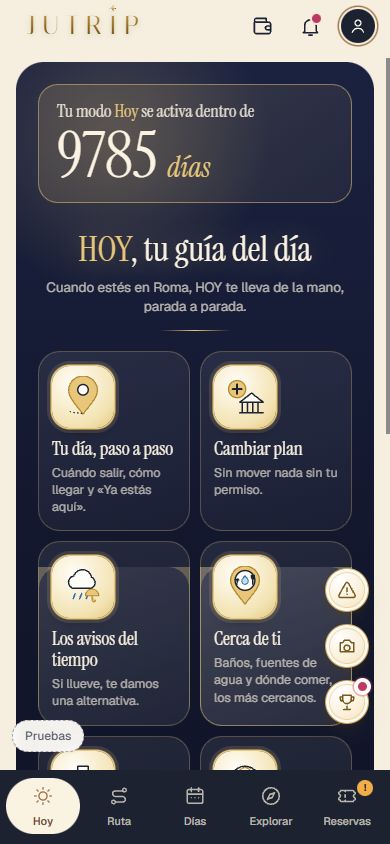 JUTRIP
Tu modo Hoy se activa dentro de
9785 días
HOY, tu guía del día
Cuando estés en Roma, HOY te lleva de la mano,
parada a parada.
Tu día, paso a paso
Cuándo salir, cómo
llegar y «Ya estás
aquí».
Cambiar plan
Sin mover nada sin tu
permiso.
Los avisos del
tiempo
Si llueve, te damos
una alternativa.
Cerca de ti
Baños, fuentes de
agua y dónde comer,
los más cercanos.
Pruebas
Hoy
Ruta
Días
Explorar
!
Reservas